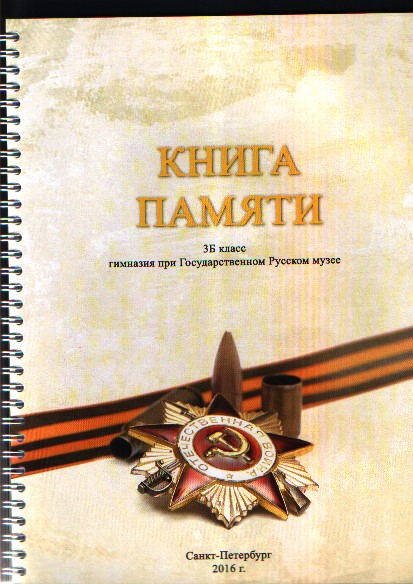 КНИГА
ПАМЯТИ
3Б класс
гимназия при Государственном Русском музее
ОТЕЧЕСТВЕННАЯ ВОЙНА
Санкт-Петербург
2016 г.